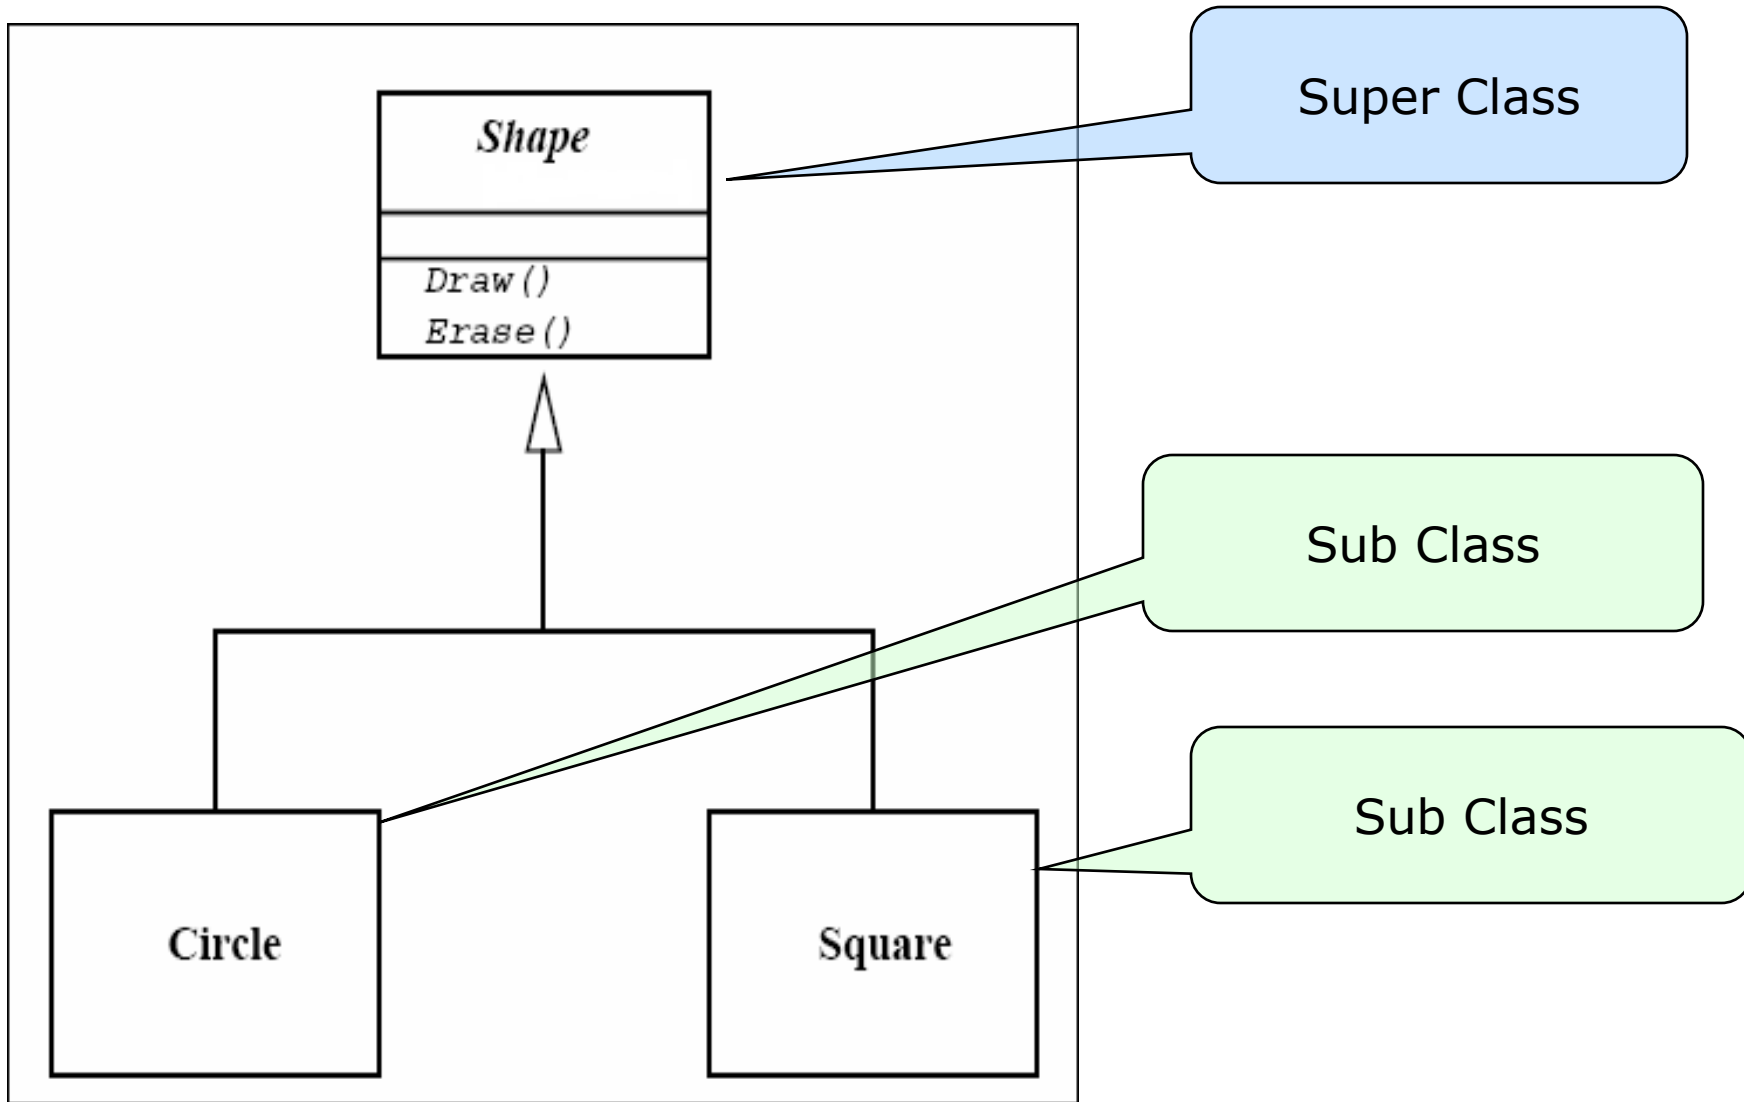 Shape
Draw()
Erase()
Super Class
Sub Class
Sub Class
Circle
Square